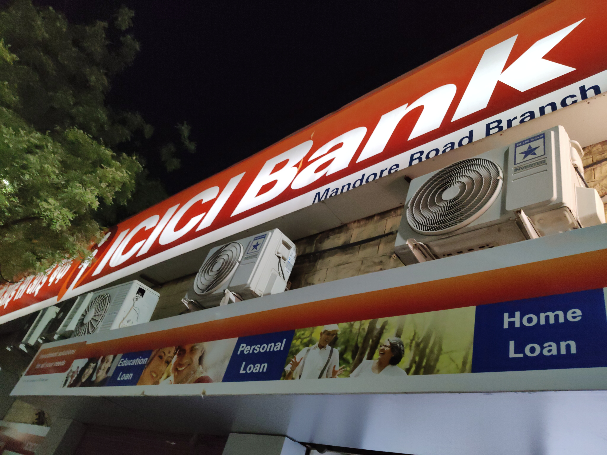 ICICI Bank
Mandore Road Branch
Education
Loan
Personal
Loan
Home
Loan